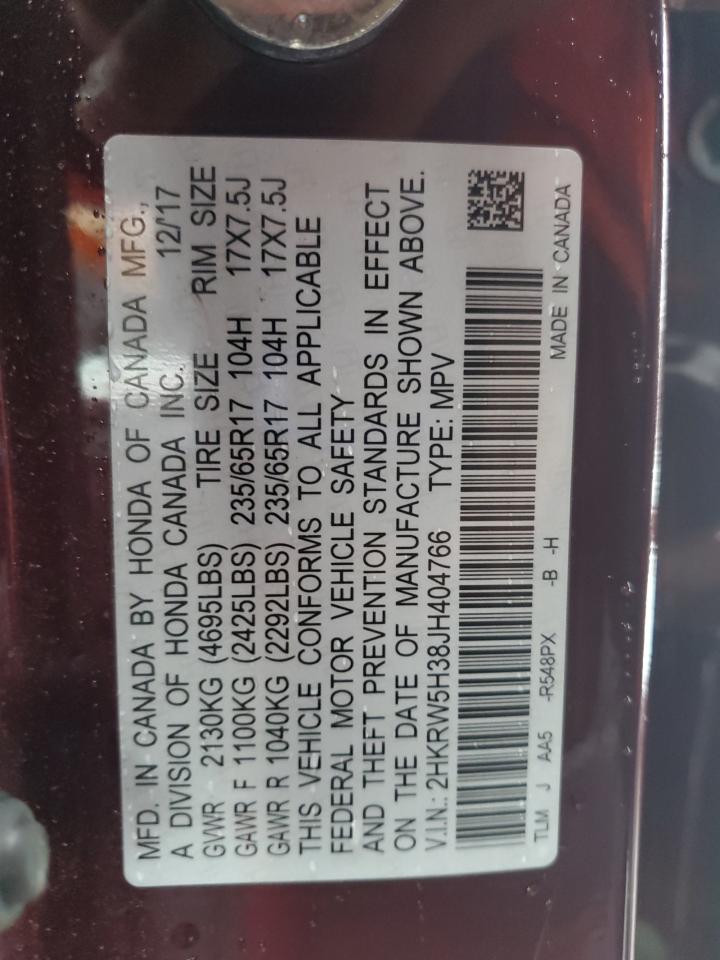 MFD. IN CANADA BY HONDA OF CANADA MFG.,
A DIVISION OF HONDA CANADA INC. 12/17
GVWR 2130KG (4695LBS) TIRE SIZE RIM SIZE
GAWR F 1100KG (2425LBS) 235/65R17 104H 17X7.5J
GAWR R 1040KG (2292LBS) 235/65R17 104H 17X7.5J
THIS VEHICLE CONFORMS TO ALL APPLICABLE
FEDERAL MOTOR VEHICLE SAFETY
AND THEFT PREVENTION STANDARDS IN EFFECT
ON THE DATE OF MANUFACTURE SHOWN ABOVE.
V.I.N.: 2HKRW5H38JH404766 TYPE: MPV
TLM J AA5 -R548PX -B -H MADE IN CANADA